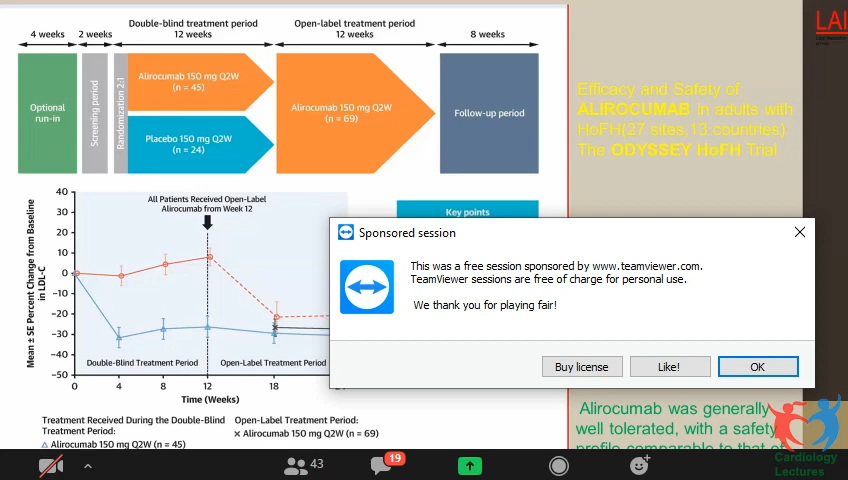 Double-blind treatment period
Open-label treatment period
4 weeks
2 weeks
12 weeks
12 weeks
8 weeks
Optional
run-in
Screening period
Randomization 2:1
Alirocumab 150 mg Q2W
(n = 45)
Placebo 150 mg Q2W
(n = 24)
Alirocumab 150 mg Q2W
(n = 69)
Follow-up period
LAI
Efficacy and Safety of
ALIROCUMAB in adults with
HoFH(27 sites,13 countries)
The ODYSSEY HoFH Trial
Mean ± SE Percent Change from Baseline
in LDL-C
40
30
20
10
0
−10
−20
−30
−40
−50
All Patients Received Open-Label
Alirocumab from Week 12
Double-Blind Treatment Period
Open-Label Treatment Period
0
4
8
12
18
Time (Weeks)
Key points
Sponsored session
This was a free session sponsored by www.teamviewer.com.
TeamViewer sessions are free of charge for personal use.
We thank you for playing fair!
Buy license
Like!
OK
Treatment Received During the Double-Blind
Treatment Period:
Alirocumab 150 mg Q2W (n = 45)
Open-Label Treatment Period:
Alirocumab 150 mg Q2W (n = 69)
Alirocumab was generally
well tolerated, with a safety
profile comparable to that of
Cardiology
Lectures
43
19